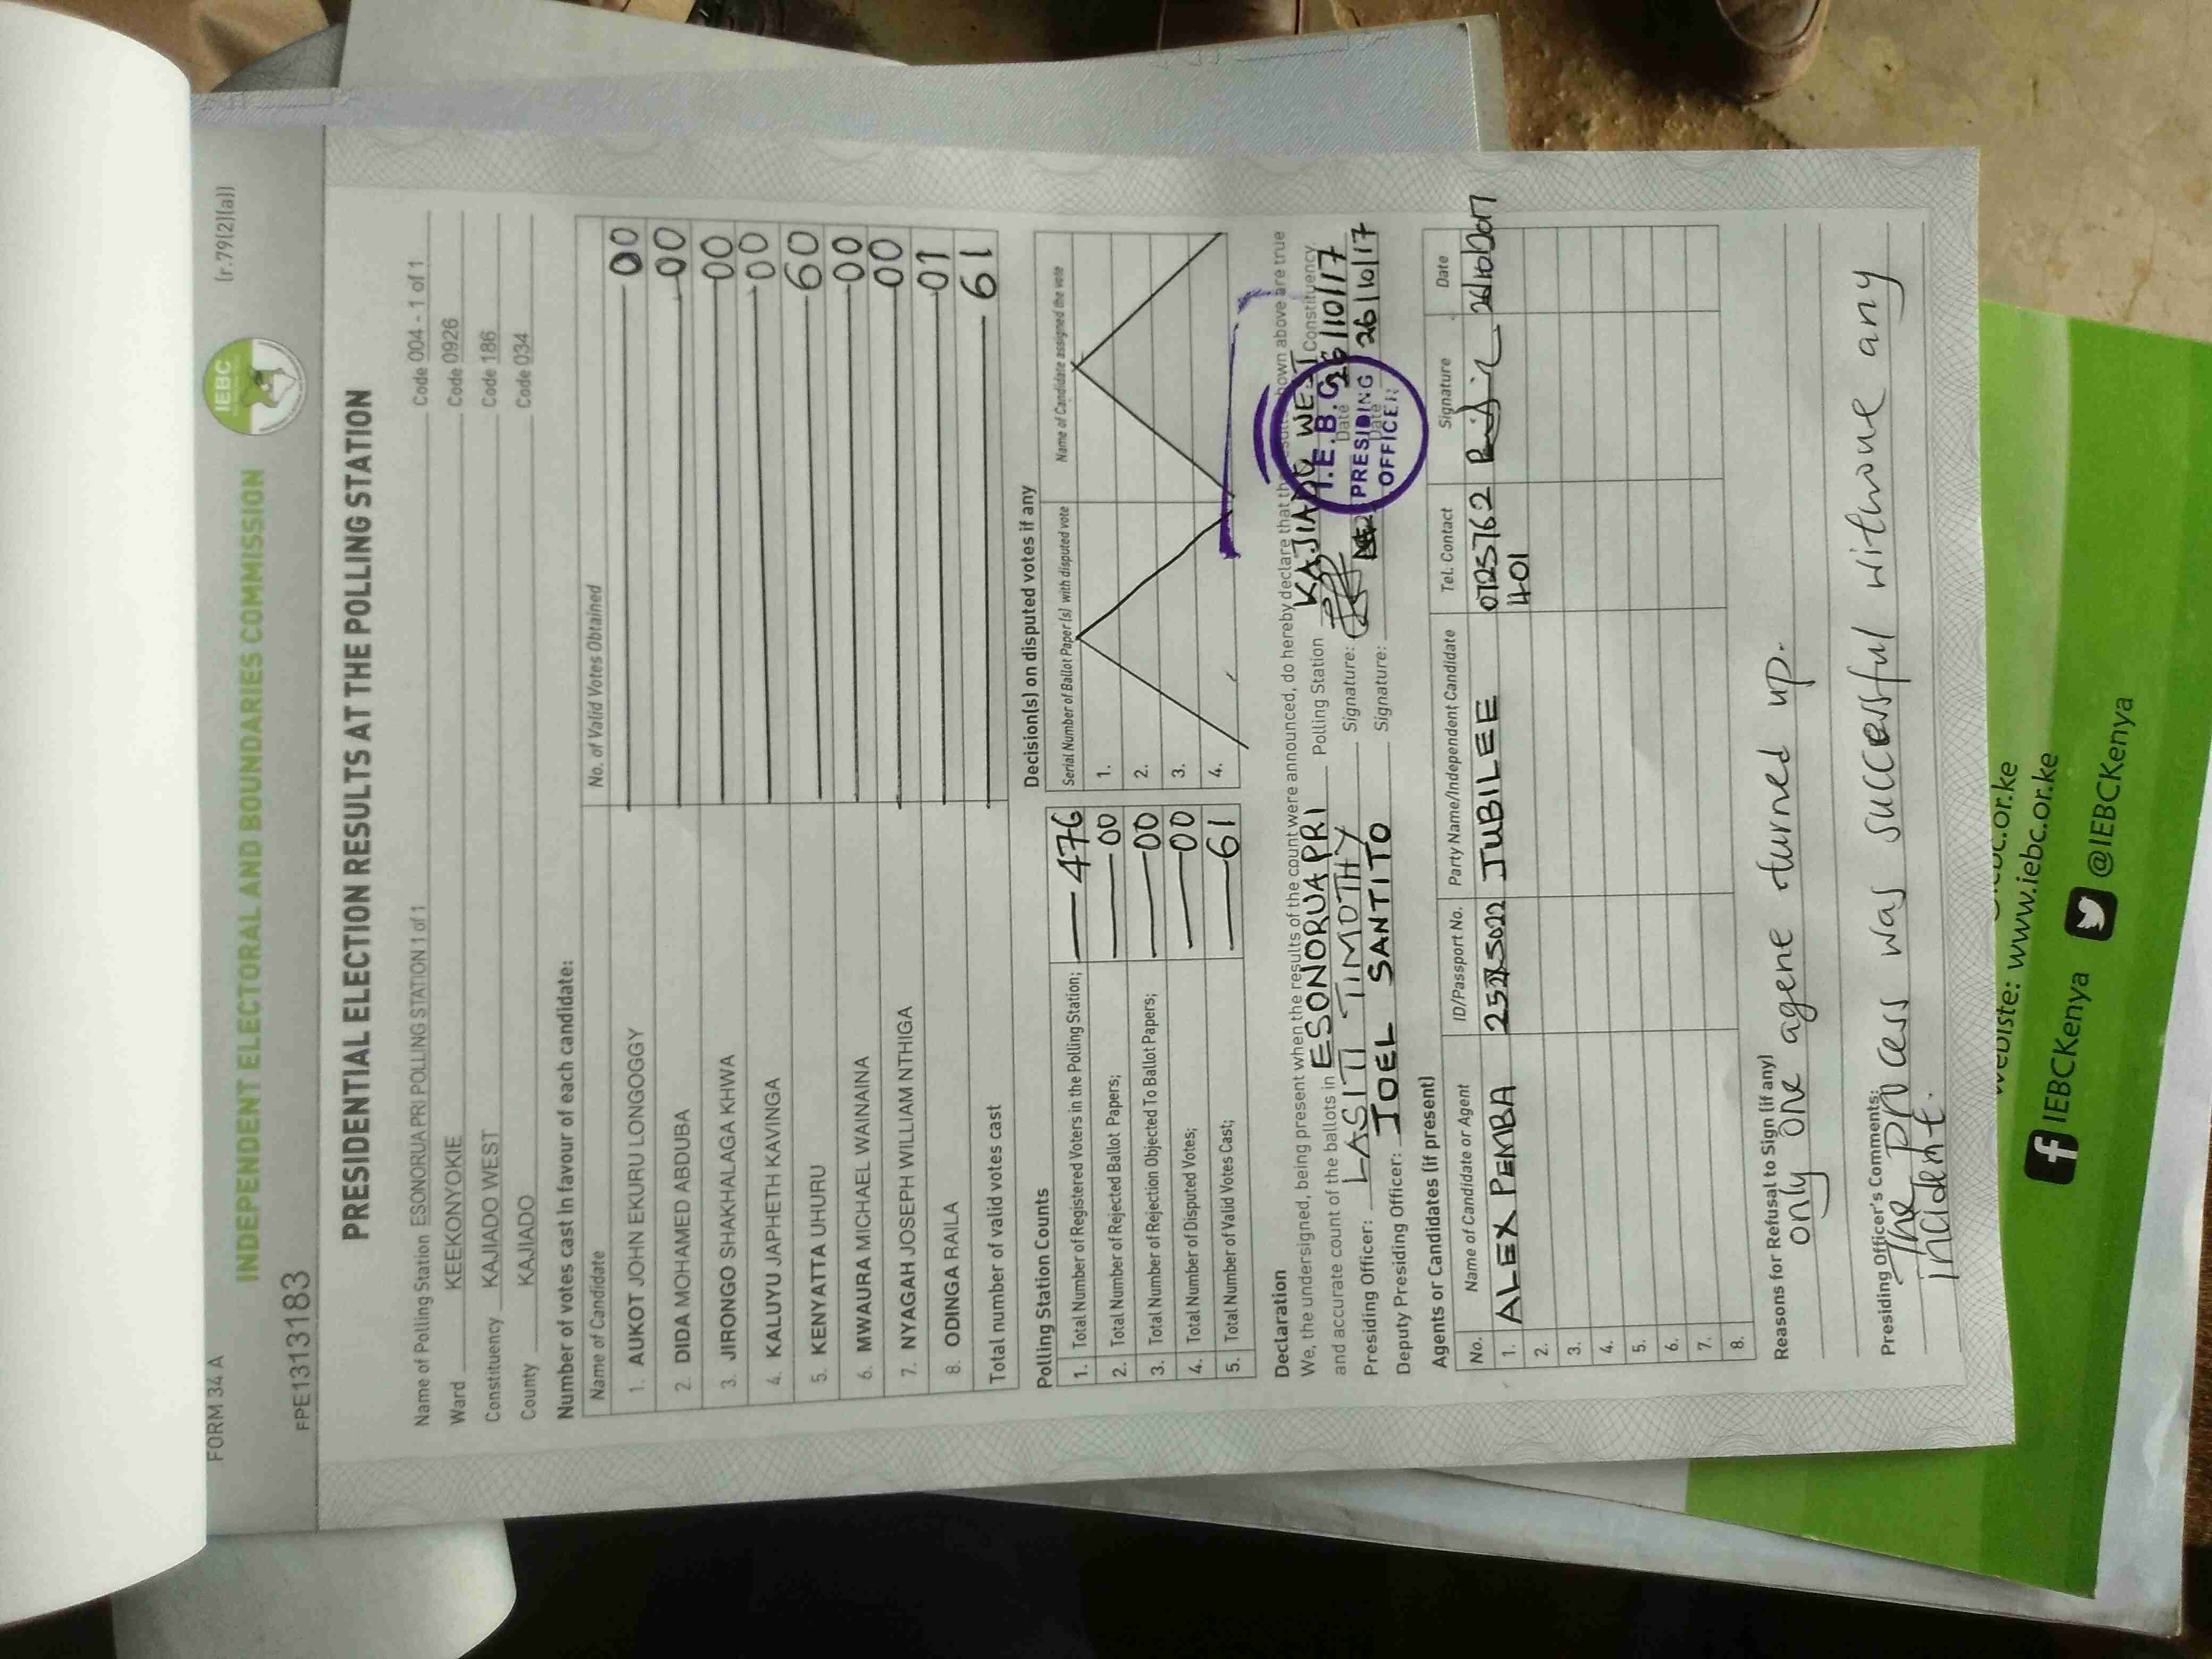 FORM 34 A
(r.79(2)(a))
IEBC
INDEPENDENT ELECTORAL AND BOUNDARIES COMMISSION
FPE1313183
PRESIDENTIAL ELECTION RESULTS AT THE POLLING STATION
Name of Polling Station ESONORUA PRI POLLING STATION 1 of 1 Code 004 - 1 of 1
Ward KEEKONYOKIE Code 0926
Constituency KAJIADO WEST Code 186
County KAJIADO Code 034
Number of votes cast in favour of each candidate:
Name of Candidate No. of Valid Votes Obtained
1. AUKOT JOHN EKURU LONGOGGY 00
2. DIDA MOHAMED ABDUBA 00
3. JIRONGO SHAKHALAGA KHWA 00
4. KALUYU JAPHETH KAVINGA 00
5. KENYATTA UHURU 60
6. MWAURA MICHAEL WAINAINA 00
7. NYAGAH JOSEPH WILLIAM NTHIGA 00
8. ODINGA RAILA 01
Total number of valid votes cast 61
Polling Station Counts
1. Total Number of Registered Voters in the Polling Station; 476
2. Total Number of Rejected Ballot Papers; 00
3. Total Number of Rejection Objected To Ballot Papers; 00
4. Total Number of Disputed Votes; 00
5. Total Number of Valid Votes Cast; 61
Decision(s) on disputed votes if any
Serial Number of Ballot Paper(s) with disputed vote Name of Candidate assigned the vote
1.
2.
3.
4.
Declaration
We, the undersigned, being present when the results of the count were announced, do hereby declare that the shown above are true
and accurate count of the ballots in ESONORUA PRI Polling Station KAJIADO WEST Constituency
Presiding Officer: LASITI TIMOTHY Signature: Date 26/10/17
Deputy Presiding Officer: JOEL SANTITO Signature: Date 26/10/17
I.E.B.C
PRESIDING
OFFICER
Agents or Candidates (if present)
No. Name of Candidate or Agent ID/Passport No. Party Name/Independent Candidate Tel. Contact Signature Date
1. ALEX PEMBA JUBILEE 0725762
401
2.
3.
4.
5.
6.
7.
8.
Reasons for Refusal to Sign (if any)
only one agene turned up.
Presiding Officer's Comments:
The process was successful withoue any
incident.
webiste: www.iebc.or.ke
IEBCKenya @IEBCKenya